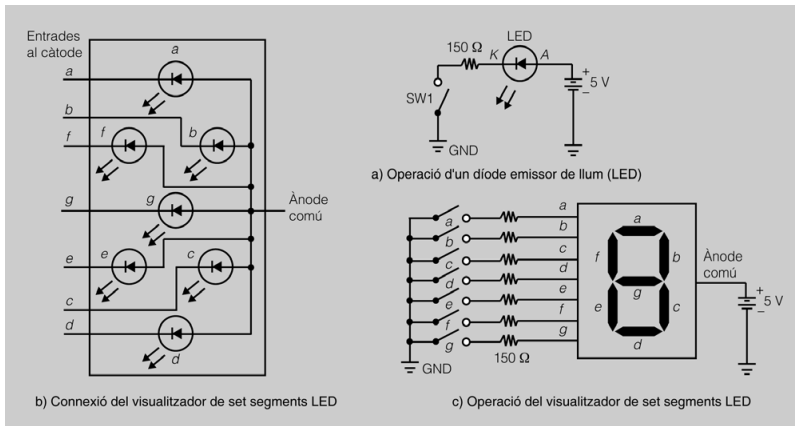 Entrades
al càtode
a
a
b
f
f
b
g
g
Ànode
comú
e
e
c
c
d
d
b) Connexió del visualitzador de set segments LED
LED
150 Ω
K
A
+
5 V
−
SW1
GND
a) Operació d'un díode emissor de llum (LED)
a
a
b
b
c
c
d
d
e
e
f
f
g
g
150 Ω
GND
a
f
b
g
e
c
d
Ànode
comú
+
5 V
−
c) Operació del visualitzador de set segments LED